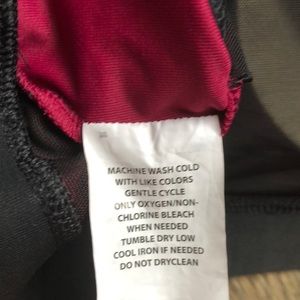 MACHINE WASH COLD
WITH LIKE COLORS
GENTLE CYCLE
ONLY OXYGEN/NON-
CHLORINE BLEACH
WHEN NEEDED
TUMBLE DRY LOW
COOL IRON IF NEEDED
DO NOT DRYCLEAN